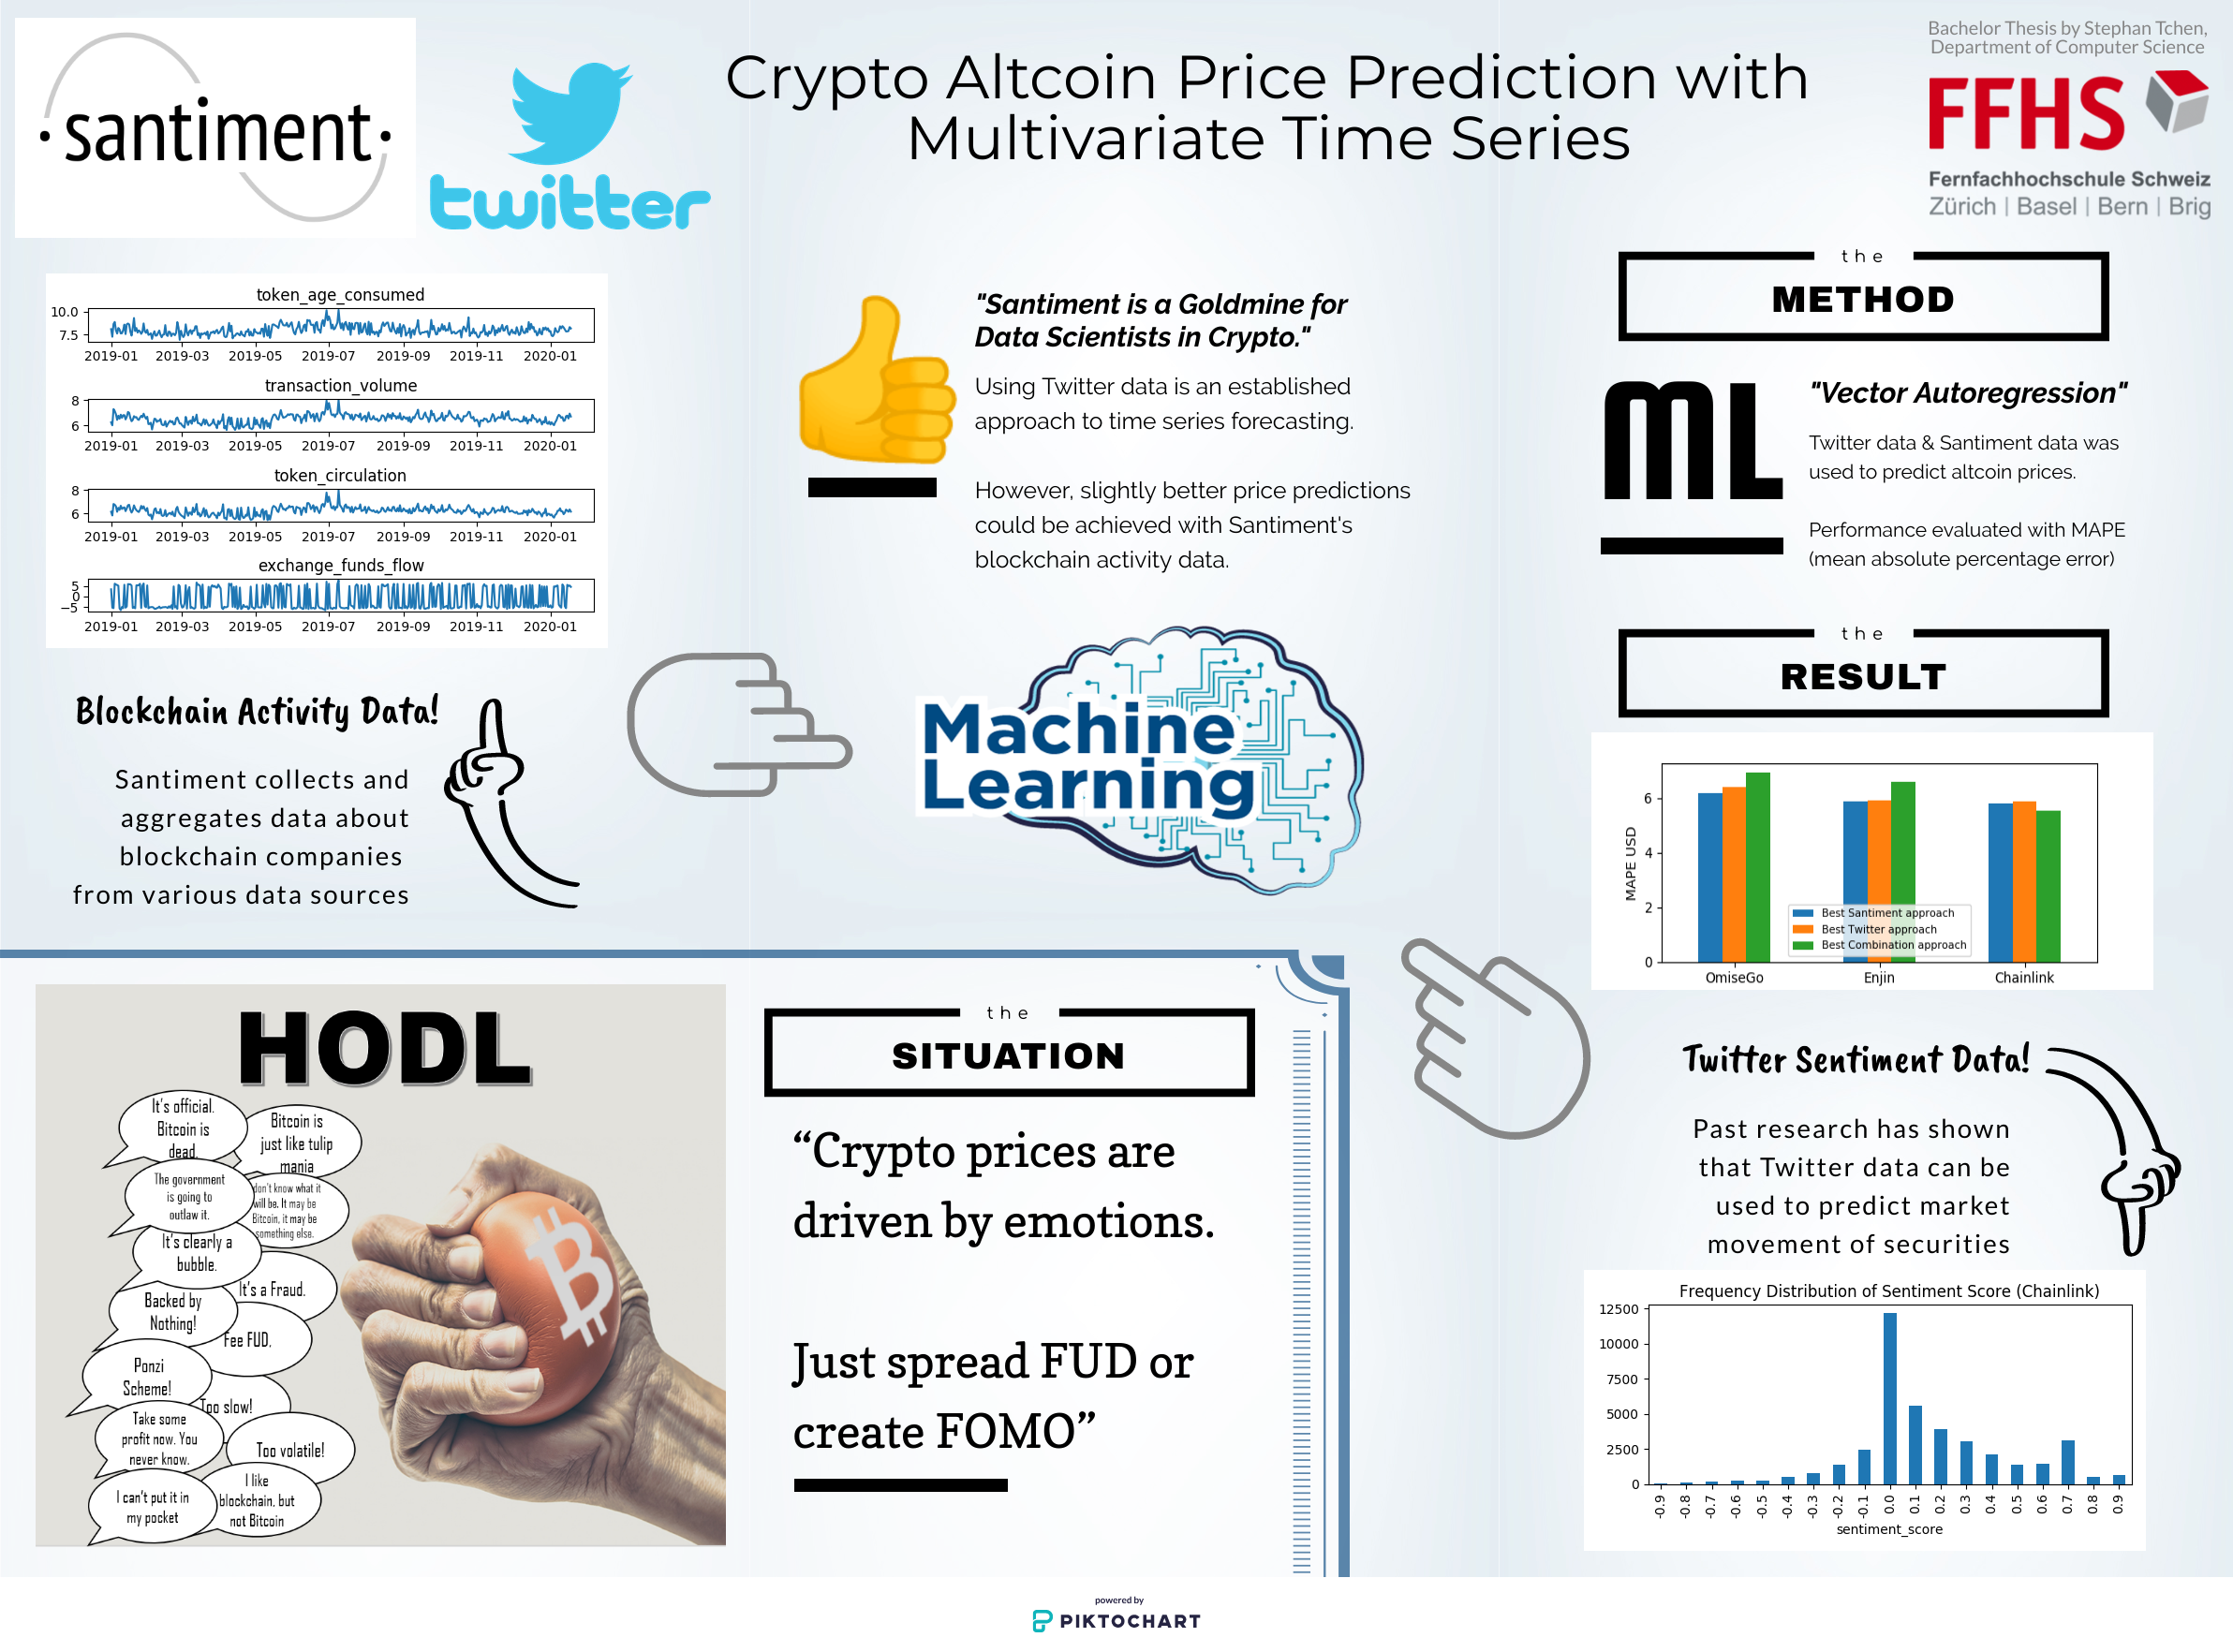 santiment
twitter
Crypto Altcoin Price Prediction with
Multivariate Time Series
Bachelor Thesis by Stephan Tchen,
Department of Computer Science
FFHS
Fernfachhochschule Schweiz
Zürich | Basel | Bern | Brig
token_age_consumed
10.0
7.5
2019-01 2019-03 2019-05 2019-07 2019-09 2019-11 2020-01
transaction_volume
8
6
2019-01 2019-03 2019-05 2019-07 2019-09 2019-11 2020-01
token_circulation
8
6
2019-01 2019-03 2019-05 2019-07 2019-09 2019-11 2020-01
exchange_funds_flow
5
0
−5
2019-01 2019-03 2019-05 2019-07 2019-09 2019-11 2020-01
Blockchain Activity Data!
Santiment collects and
aggregates data about
blockchain companies
from various data sources
"Santiment is a Goldmine for
Data Scientists in Crypto."
Using Twitter data is an established
approach to time series forecasting.
However, slightly better price predictions
could be achieved with Santiment's
blockchain activity data.
Machine
Learning
the
METHOD
ML
"Vector Autoregression"
Twitter data & Santiment data was
used to predict altcoin prices.
Performance evaluated with MAPE
(mean absolute percentage error)
the
RESULT
MAPE USD
6
4
2
0
Best Santiment approach
Best Twitter approach
Best Combination approach
OmiseGo Enjin Chainlink
HODL
It's official.
Bitcoin is
dead.
Bitcoin is
just like tulip
mania
The government
is going to
outlaw it.
don't know what it
will be. It may be
Bitcoin, it may be
something else.
It's clearly a
bubble.
It's a Fraud.
Backed by
Nothing!
Fee FUD.
Ponzi
Scheme!
Too slow!
Take some
profit now. You
never know.
Too volatile!
I can't put it in
my pocket
I like
blockchain, but
not Bitcoin
the
SITUATION
“Crypto prices are
driven by emotions.
Just spread FUD or
create FOMO”
Twitter Sentiment Data!
Past research has shown
that Twitter data can be
used to predict market
movement of securities
Frequency Distribution of Sentiment Score (Chainlink)
12500
10000
7500
5000
2500
0
-0.9 -0.8 -0.7 -0.6 -0.5 -0.4 -0.3 -0.2 -0.1 0.0 0.1 0.2 0.3 0.4 0.5 0.6 0.7 0.8 0.9
sentiment_score
powered by
PIKTOCHART